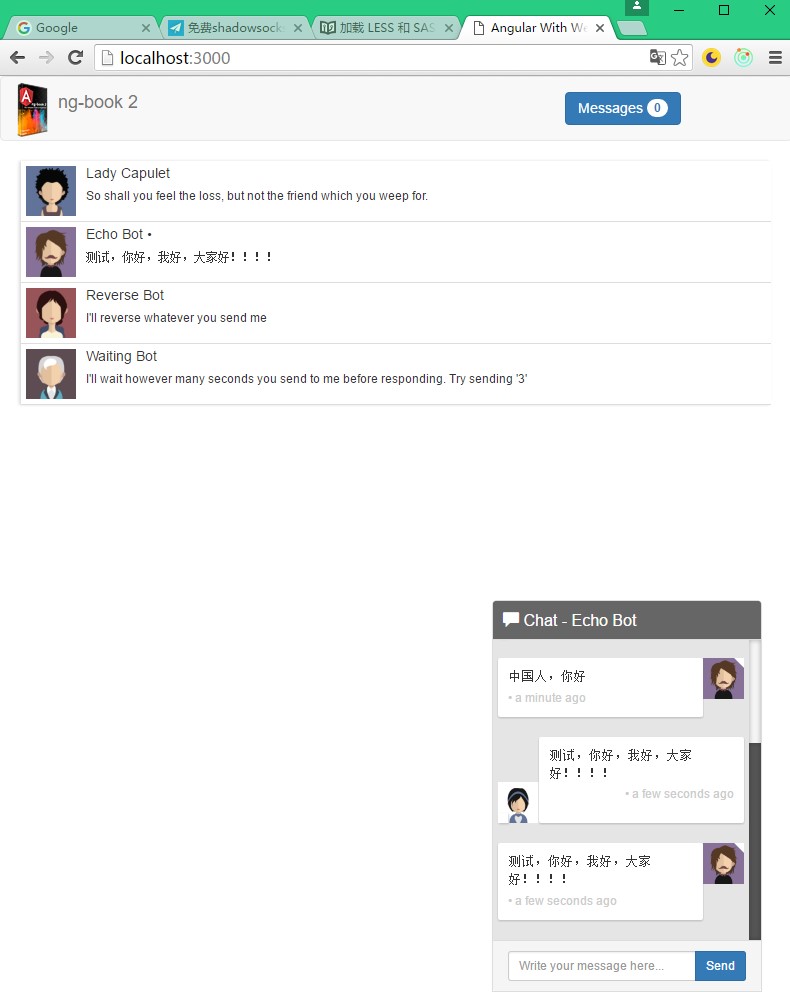 Google
免费shadowsock
加载 LESS 和 SAS
Angular With We
localhost:3000
ng-book 2
Messages 0
Lady Capulet
So shall you feel the loss, but not the friend which you weep for.
Echo Bot •
测试，你好，我好，大家好！！！！
Reverse Bot
I'll reverse whatever you send me
Waiting Bot
I'll wait however many seconds you send to me before responding. Try sending '3'
Chat - Echo Bot
中国人，你好
• a minute ago
测试，你好，我好，大家
好！！！！
• a few seconds ago
测试，你好，我好，大家
好！！！！
• a few seconds ago
Write your message here...
Send